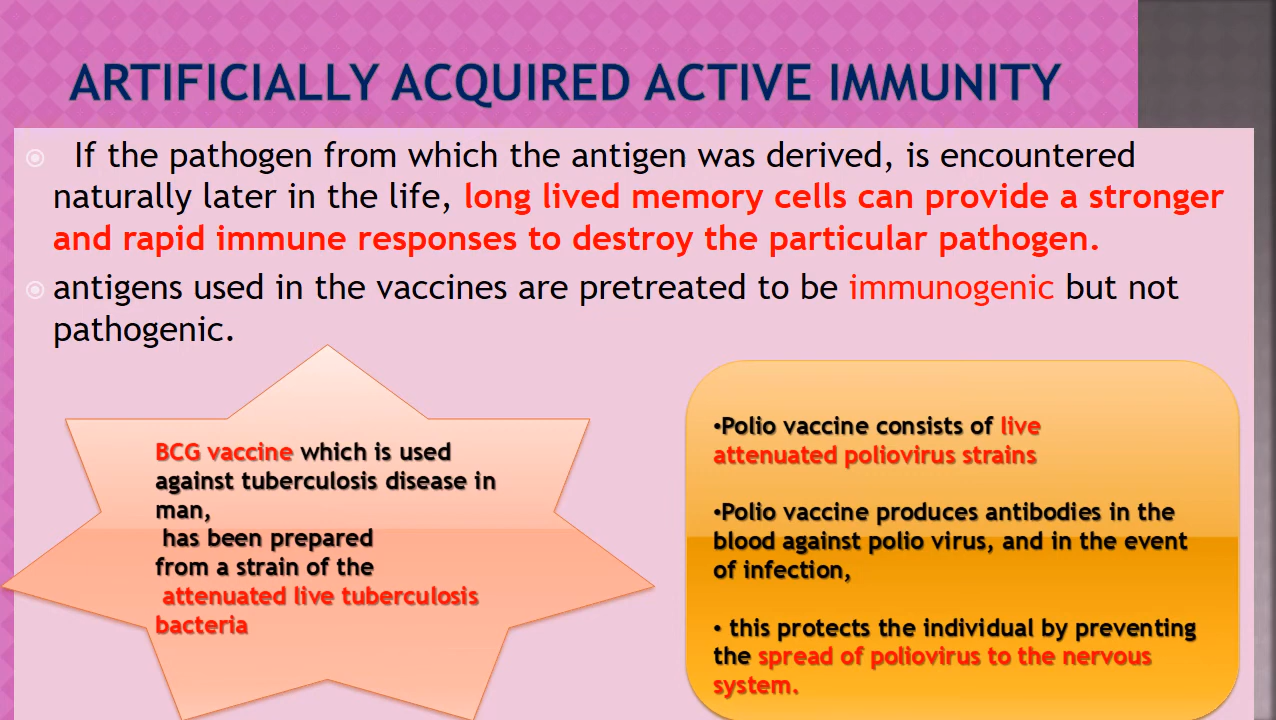 ARTIFICIALLY ACQUIRED ACTIVE IMMUNITY
If the pathogen from which the antigen was derived, is encountered
naturally later in the life, long lived memory cells can provide a stronger
and rapid immune responses to destroy the particular pathogen.
antigens used in the vaccines are pretreated to be immunogenic but not
pathogenic.
BCG vaccine which is used
against tuberculosis disease in
man,
has been prepared
from a strain of the
attenuated live tuberculosis
bacteria
•Polio vaccine consists of live
attenuated poliovirus strains
•Polio vaccine produces antibodies in the
blood against polio virus, and in the event
of infection,
• this protects the individual by preventing
the spread of poliovirus to the nervous
system.